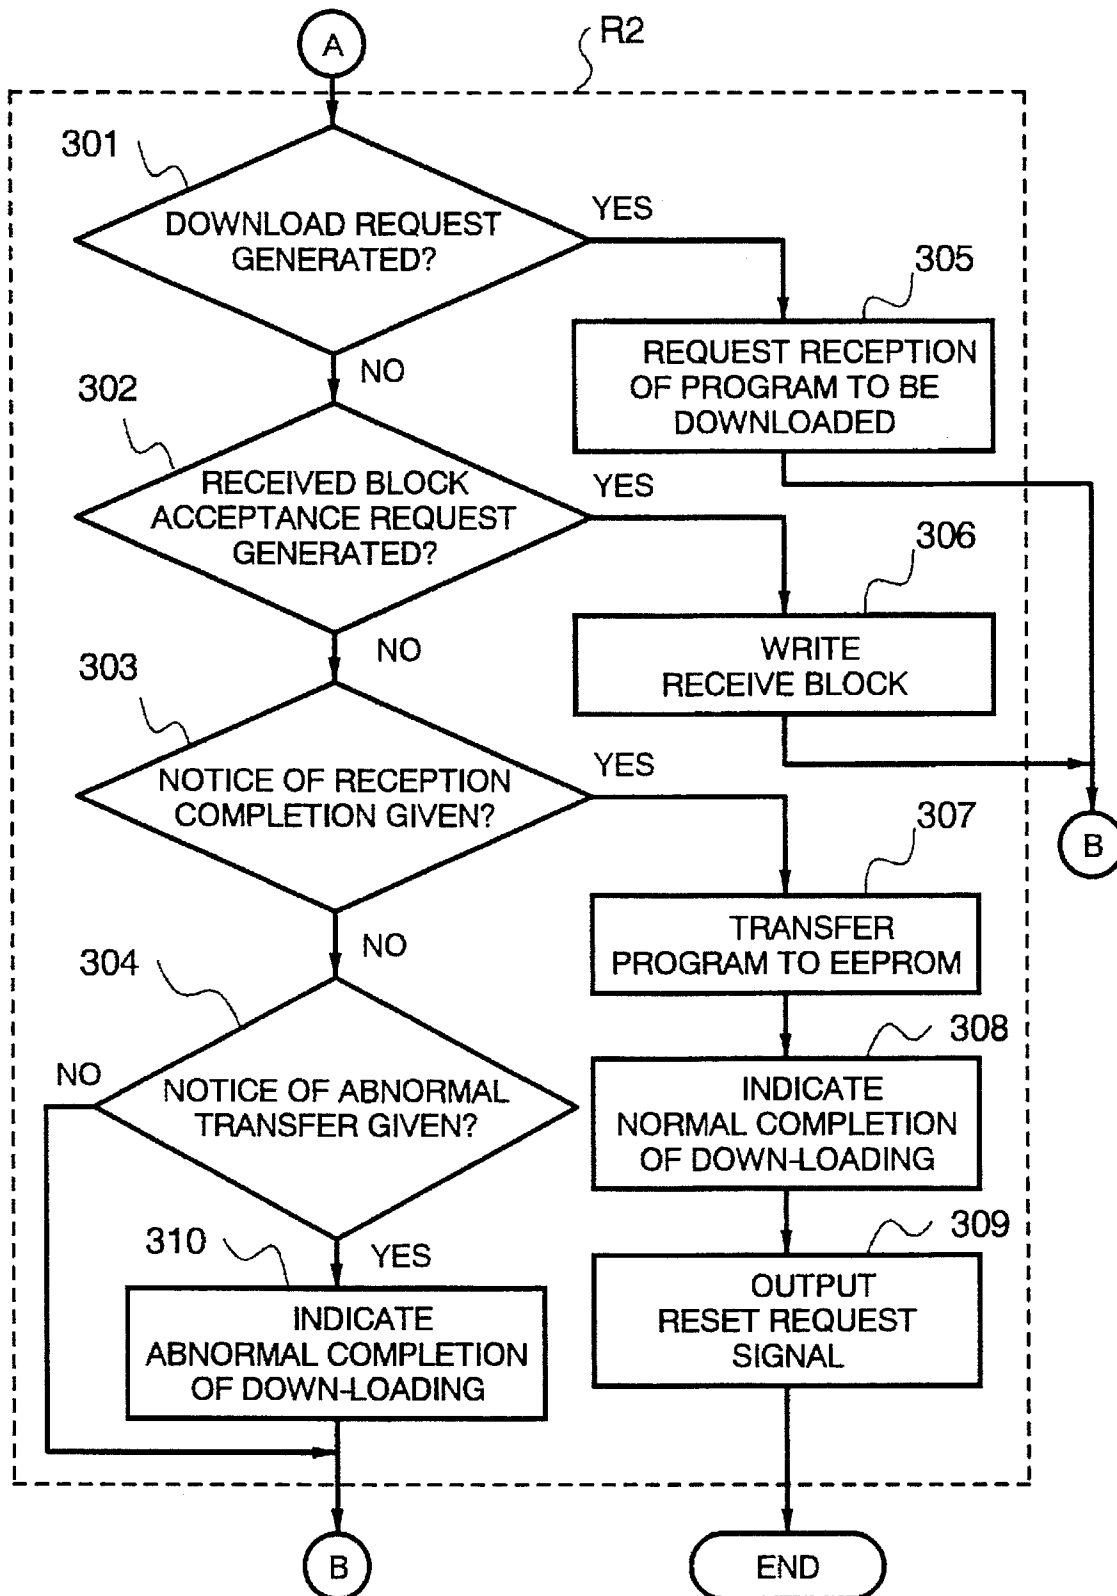 A
R2
301
DOWNLOAD REQUEST
GENERATED?
YES
305
REQUEST RECEPTION
OF PROGRAM TO BE
DOWNLOADED
NO
302
RECEIVED BLOCK
ACCEPTANCE REQUEST
GENERATED?
YES
306
WRITE
RECEIVE BLOCK
NO
303
NOTICE OF RECEPTION
COMPLETION GIVEN?
YES
B
307
TRANSFER
PROGRAM TO EEPROM
NO
304
NOTICE OF ABNORMAL
TRANSFER GIVEN?
NO
308
INDICATE
NORMAL COMPLETION
OF DOWN-LOADING
YES
310
INDICATE
ABNORMAL COMPLETION
OF DOWN-LOADING
309
OUTPUT
RESET REQUEST
SIGNAL
B
END